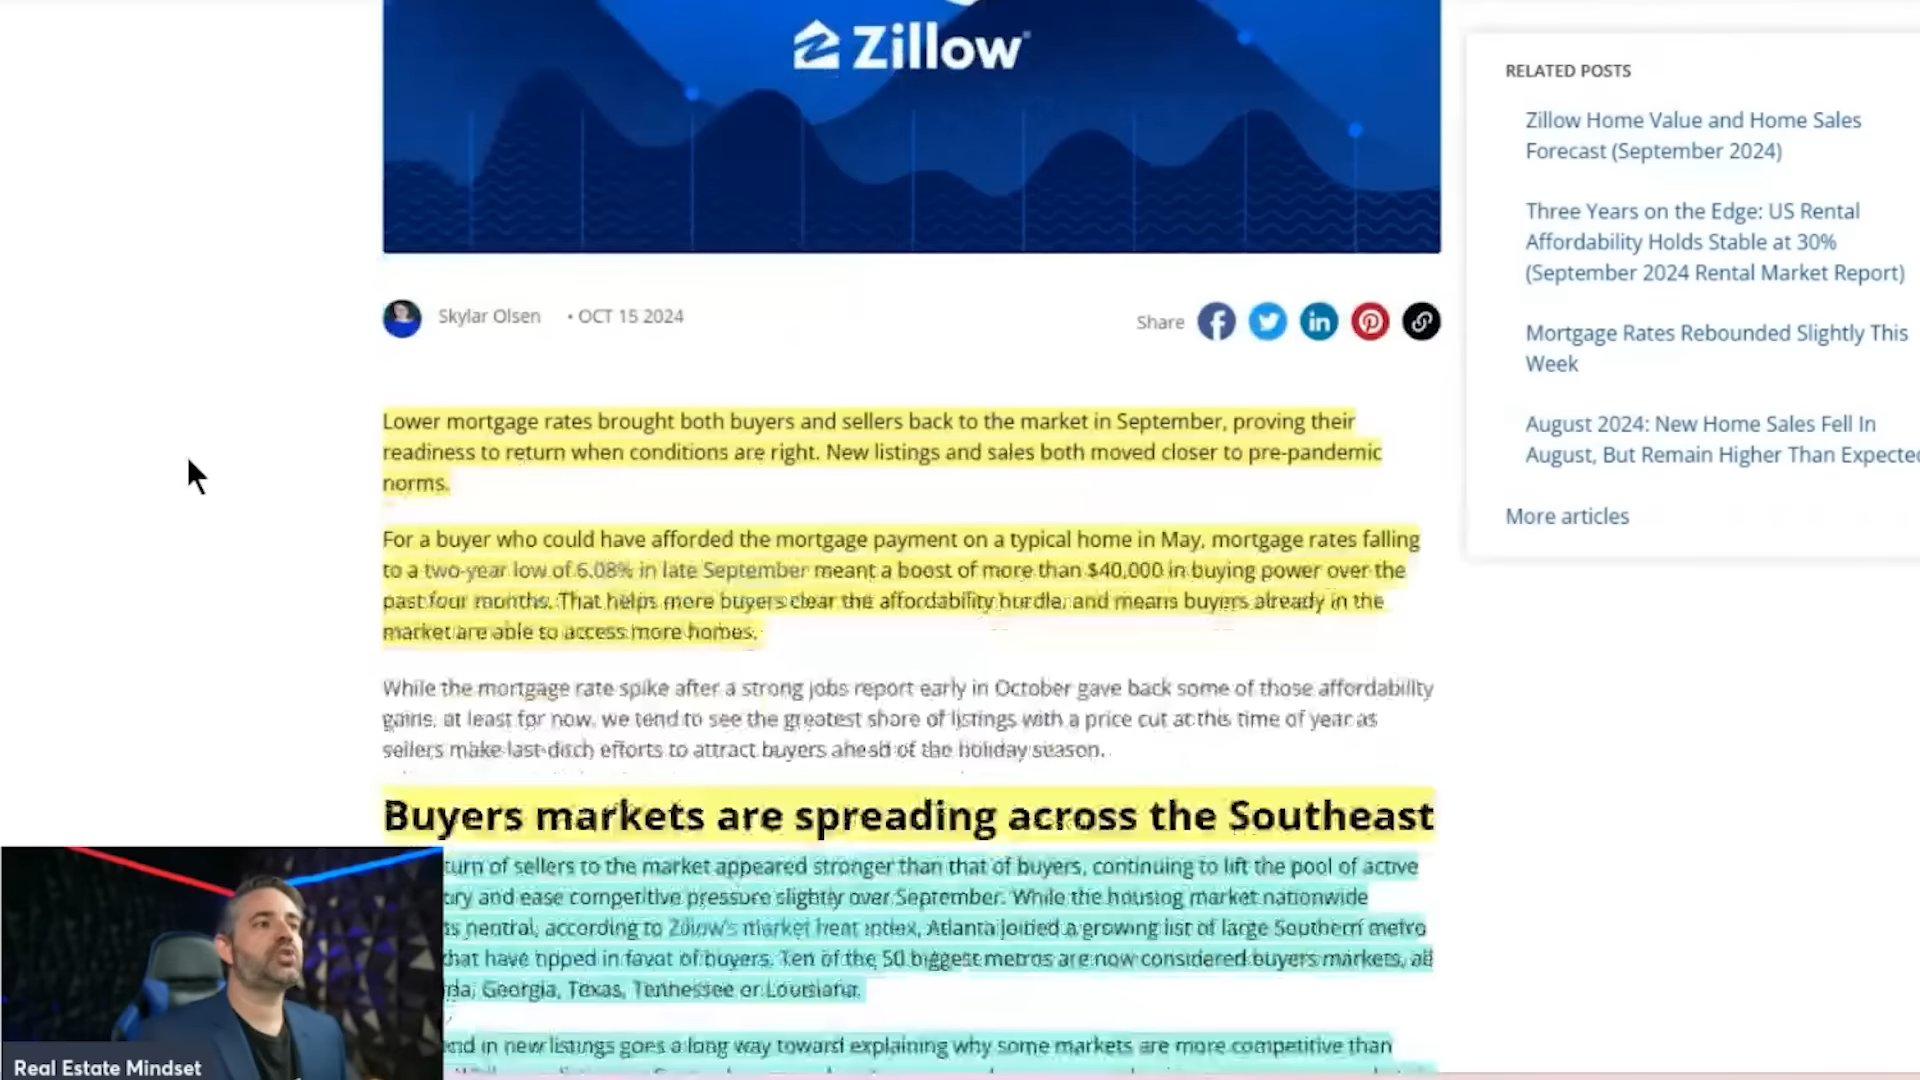 Zillow
RELATED POSTS
Zillow Home Value and Home Sales
Forecast (September 2024)
Three Years on the Edge: US Rental
Affordability Holds Stable at 30%
(September 2024 Rental Market Report)
Mortgage Rates Rebounded Slightly This
Week
August 2024: New Home Sales Fell In
August, But Remain Higher Than Expected
More articles
Skylar Olsen • OCT 15 2024
Share
Lower mortgage rates brought both buyers and sellers back to the market in September, proving their
readiness to return when conditions are right. New listings and sales both moved closer to pre-pandemic
norms.
For a buyer who could have afforded the mortgage payment on a typical home in May, mortgage rates falling
to a two-year low of 6.08% in late September meant a boost of more than $40,000 in buying power over the
past four months. That helps more buyers clear the affordability hurdle, and means buyers already in the
market are able to access more homes.
While the mortgage rate spike after a strong jobs report early in October gave back some of those affordability
gains, at least for now, we tend to see the greatest share of listings with a price cut at this time of year as
sellers make last-ditch efforts to attract buyers ahead of the holiday season.
Buyers markets are spreading across the Southeast
turn of sellers to the market appeared stronger than that of buyers, continuing to lift the pool of active
ory and ease competitive pressure slightly over September. While the housing market nationwide
is neutral, according to Zillow's market heat index, Atlanta joined a growing list of large Southern metro
that have tipped in favor of buyers. Ten of the 50 biggest metros are now considered buyers markets, all
da, Georgia, Texas, Tennessee or Louisiana.
end in new listings goes a long way toward explaining why some markets are more competitive than
Real Estate Mindset